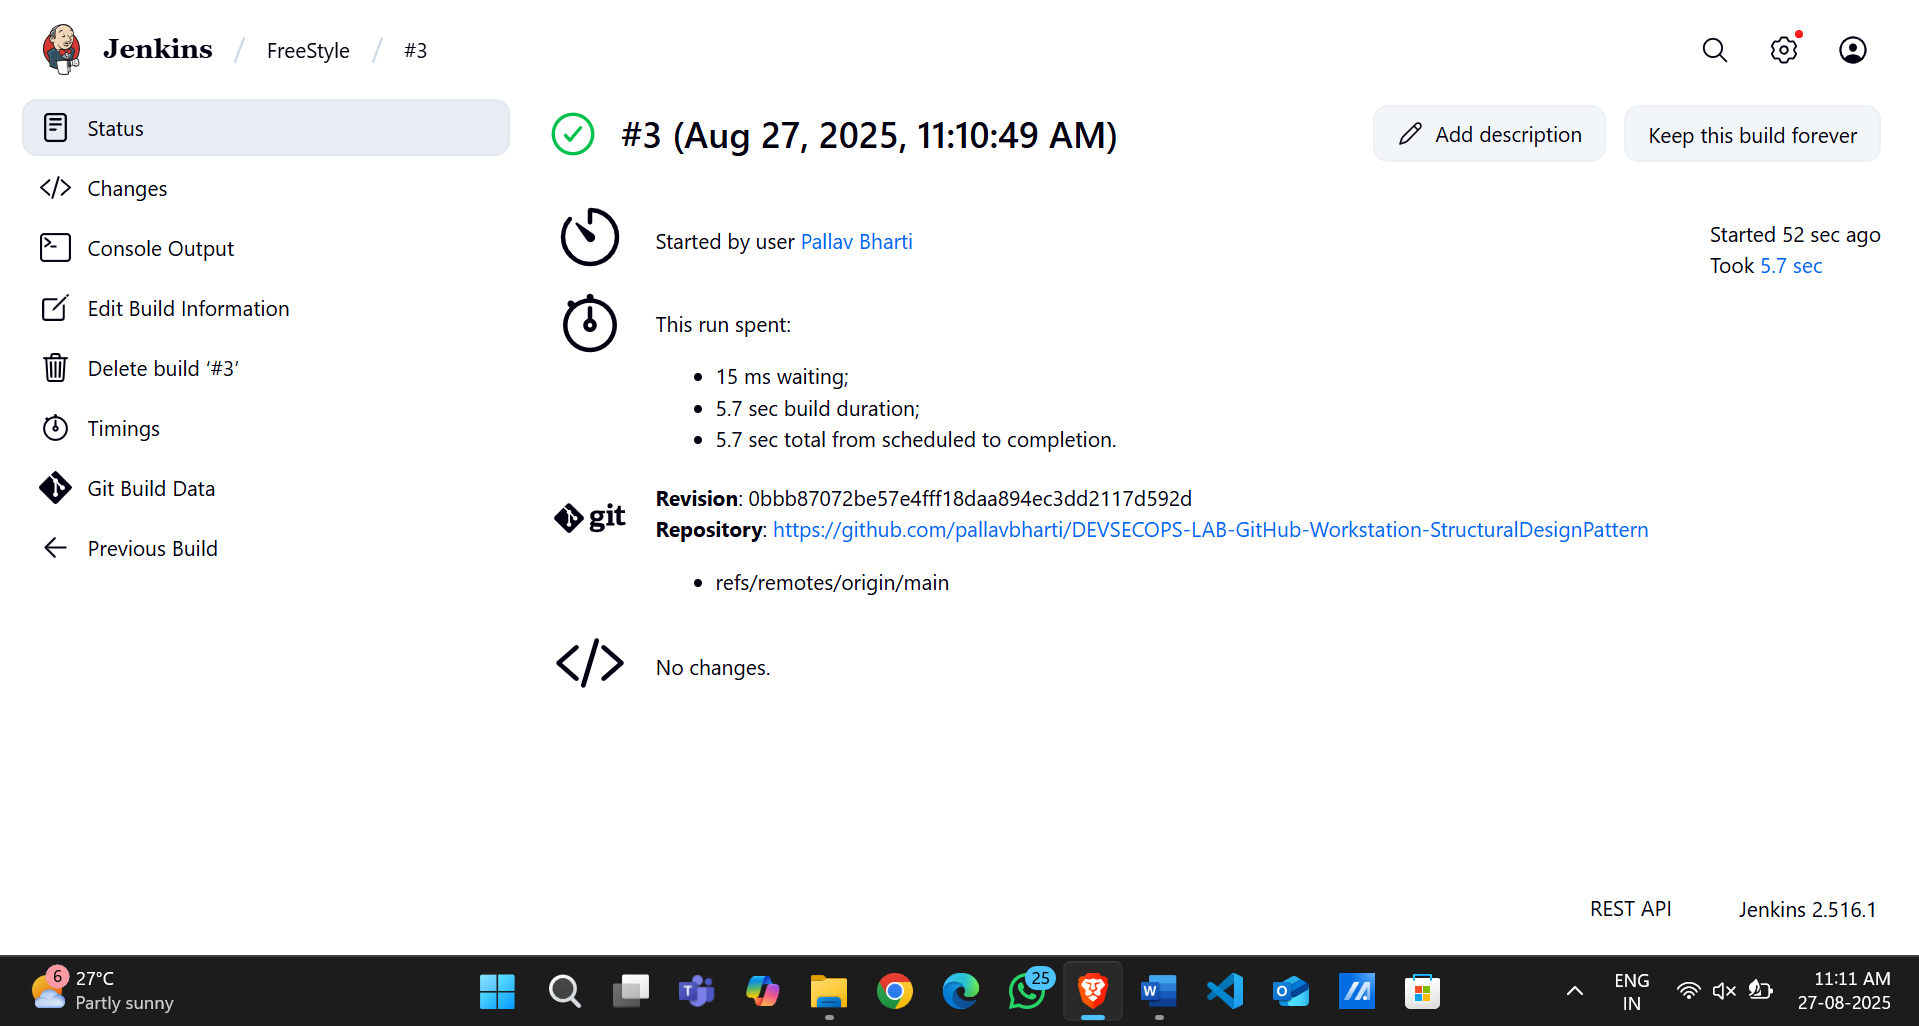 Jenkins / FreeStyle / #3
Status
Changes
Console Output
Edit Build Information
Delete build ‘#3’
Timings
Git Build Data
Previous Build
#3 (Aug 27, 2025, 11:10:49 AM)
Add description
Keep this build forever
Started by user Pallav Bharti
Started 52 sec ago
Took 5.7 sec
This run spent:
• 15 ms waiting;
• 5.7 sec build duration;
• 5.7 sec total from scheduled to completion.
git
Revision: 0bbb87072be57e4fff18daa894ec3dd2117d592d
Repository: https://github.com/pallavbharti/DEVSECOPS-LAB-GitHub-Workstation-StructuralDesignPattern
• refs/remotes/origin/main
No changes.
REST API
Jenkins 2.516.1
6
27°C
Partly sunny
T
25
W
O
ENG
IN
11:11 AM
27-08-2025